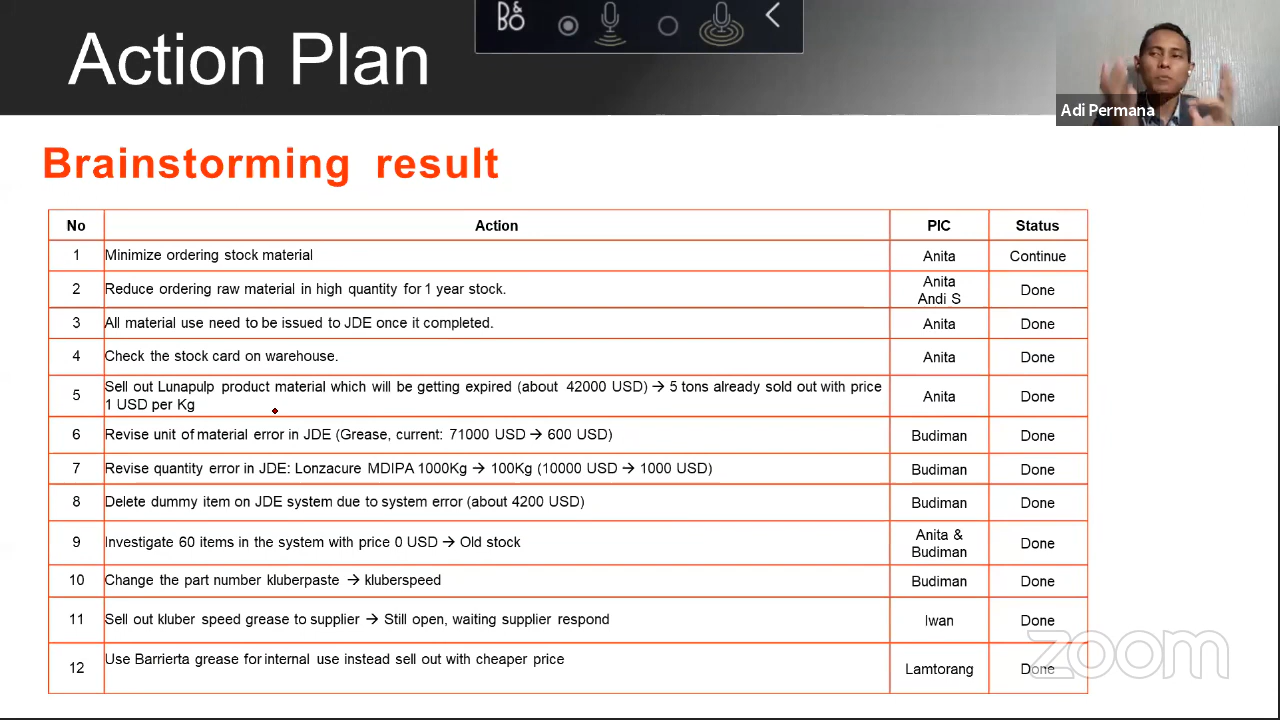 Action Plan
B&O
Adi Permana
Brainstorming result
No Action PIC Status
1 Minimize ordering stock material Anita Continue
2 Reduce ordering raw material in high quantity for 1 year stock. Anita
Andi S Done
3 All material use need to be issued to JDE once it completed. Anita Done
4 Check the stock card on warehouse. Anita Done
5 Sell out Lunapulp product material which will be getting expired (about 42000 USD) → 5 tons already sold out with price
1 USD per Kg Anita Done
6 Revise unit of material error in JDE (Grease, current: 71000 USD → 600 USD) Budiman Done
7 Revise quantity error in JDE: Lonzacure MDIPA 1000Kg → 100Kg (10000 USD → 1000 USD) Budiman Done
8 Delete dummy item on JDE system due to system error (about 4200 USD) Budiman Done
9 Investigate 60 items in the system with price 0 USD → Old stock Anita &
Budiman Done
10 Change the part number kluberpaste → kluberspeed Budiman Done
11 Sell out kluber speed grease to supplier → Still open, waiting supplier respond Iwan Done
12 Use Barrierta grease for internal use instead sell out with cheaper price Lamtorang Done
zoom